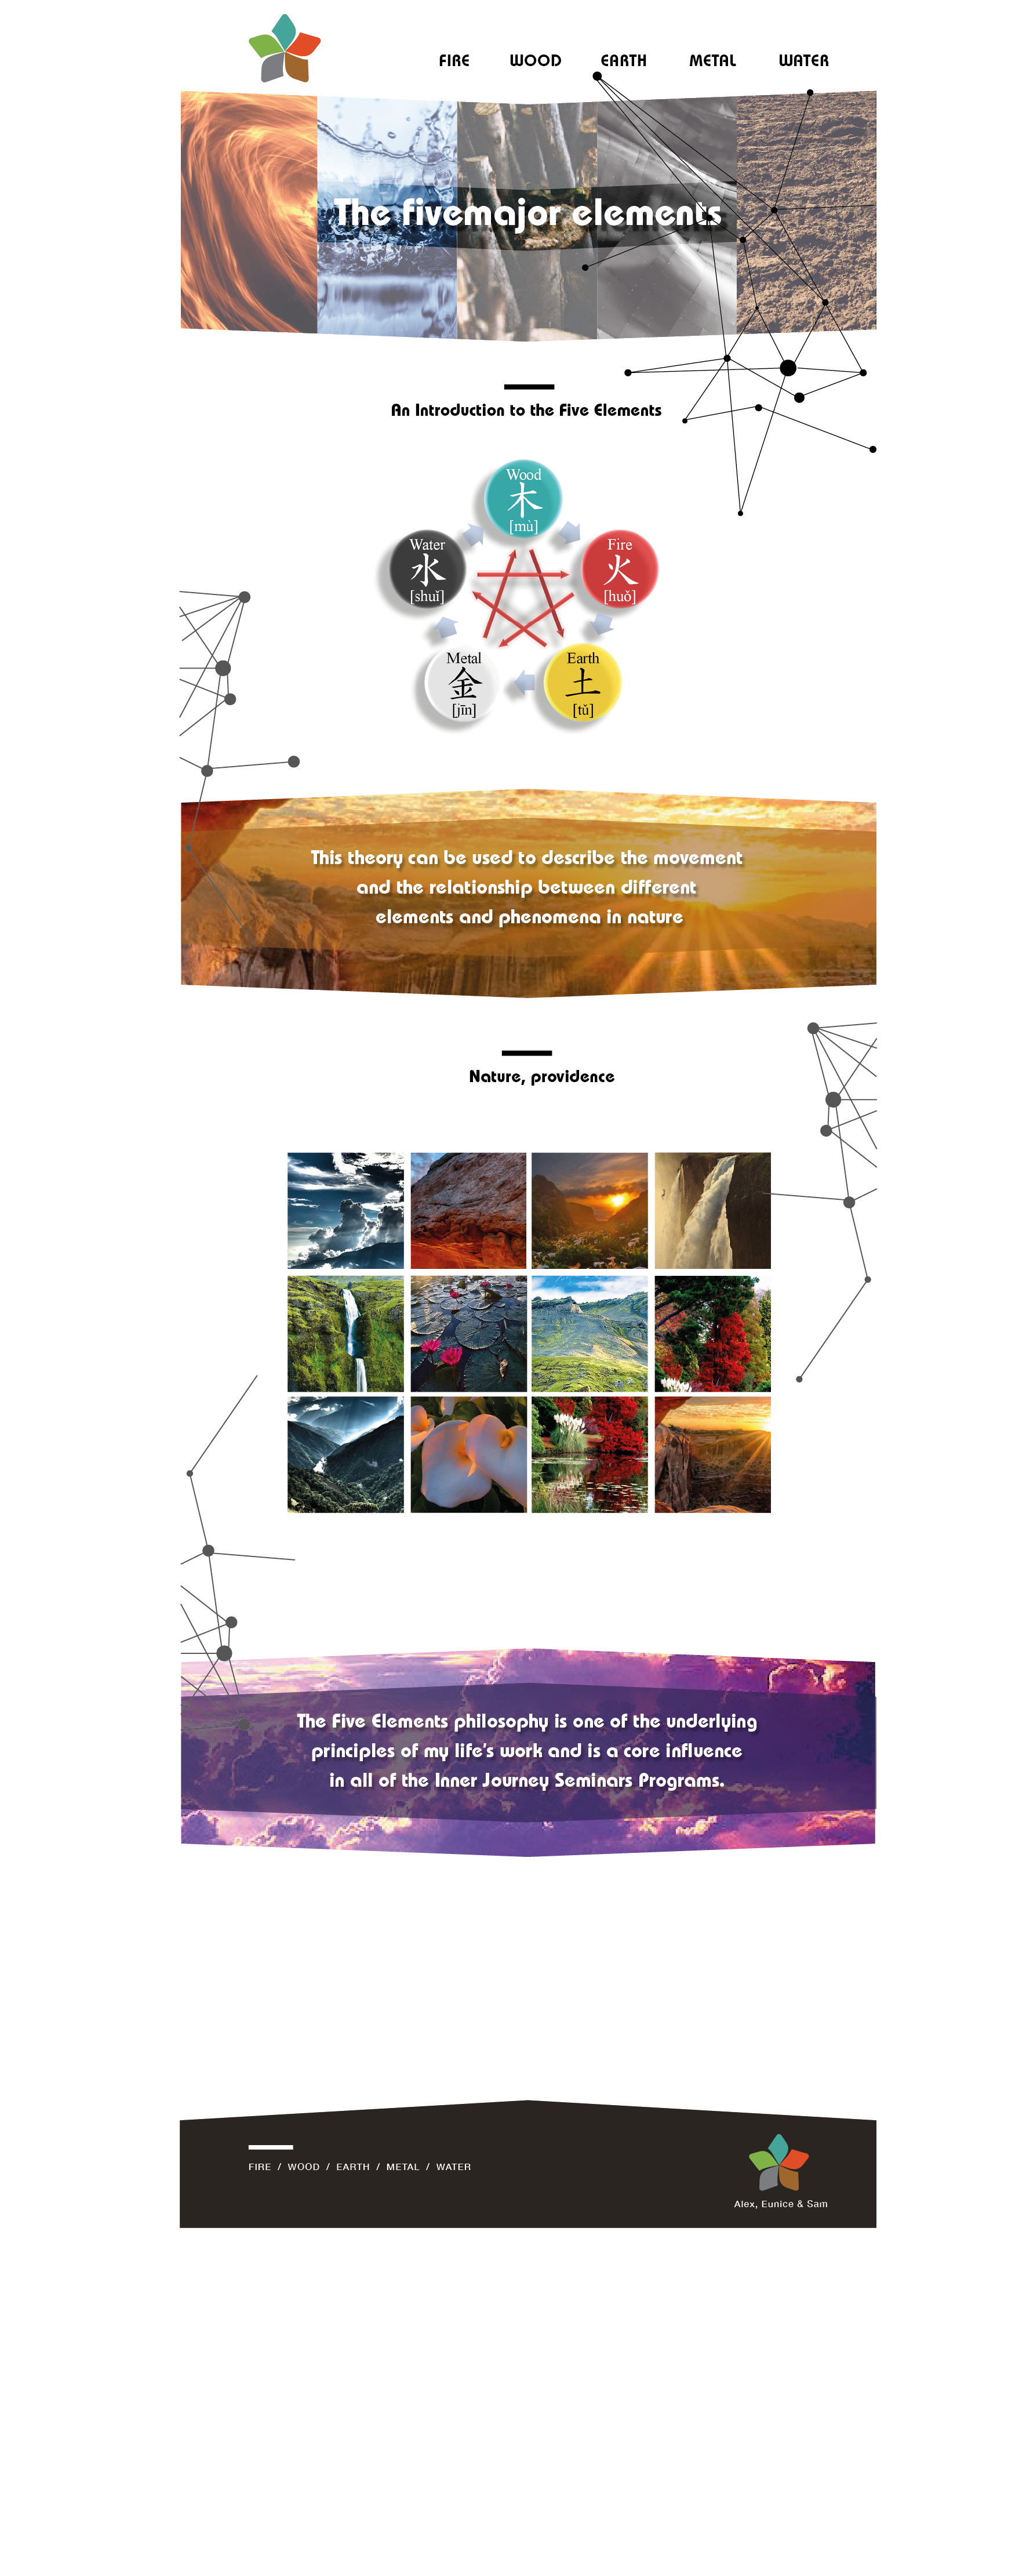 FIRE WOOD EARTH METAL WATER
The fivemajor elements
An Introduction to the Five Elements
Wood
木
[mù]
Water
水
[shuǐ]
Fire
火
[huǒ]
Metal
金
[jīn]
Earth
土
[tǔ]
This theory can be used to describe the movement
and the relationship between different
elements and phenomena in nature
Nature, providence
The Five Elements philosophy is one of the underlying
principles of my life's work and is a core influence
in all of the Inner Journey Seminars Programs.
FIRE / WOOD / EARTH / METAL / WATER
Alex, Eunice & Sam